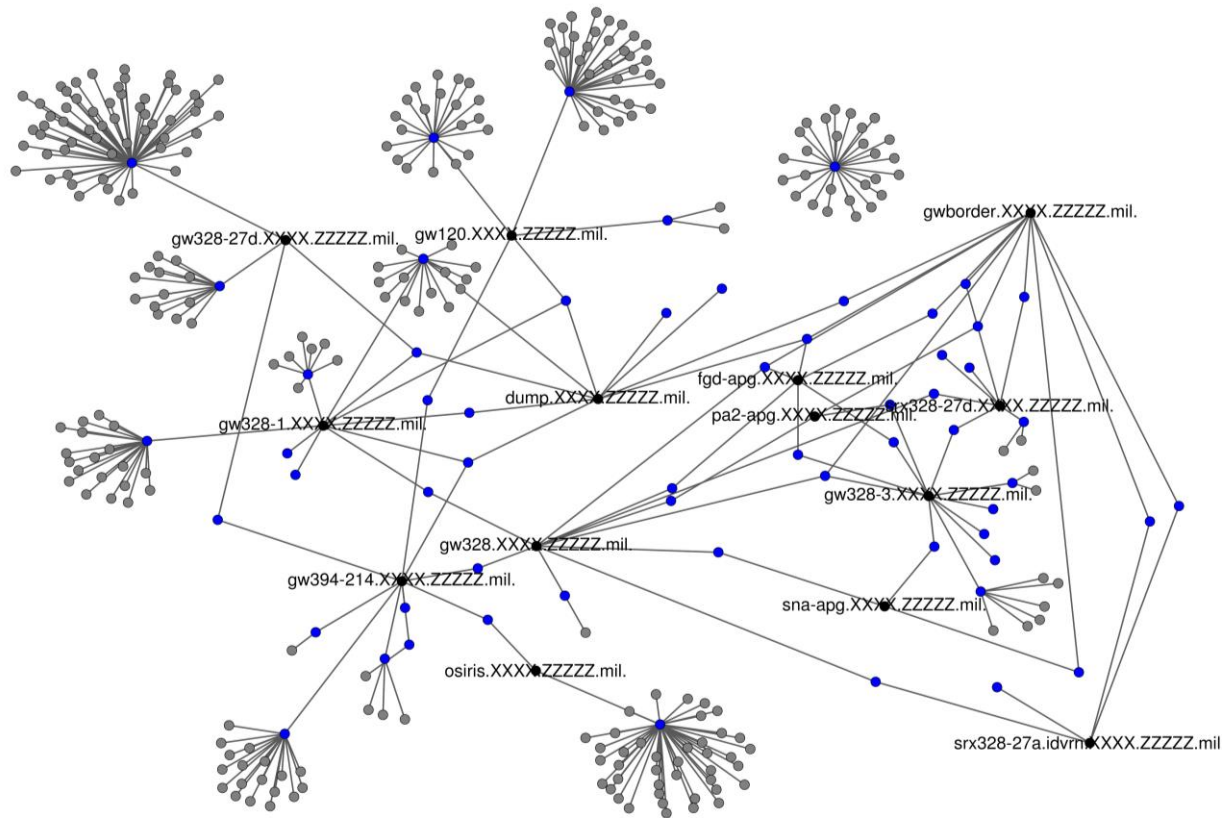 gwborder.XXXX.ZZZZZ.mil.
gw120.XXXX.ZZZZZ.mil.
gw328-27d.XXXX.ZZZZZ.mil.
fgd-apg.XXXX.ZZZZZ.mil.
dump.XXXX.ZZZZZ.mil.
srx328-27d.XXXX.ZZZZZ.mil.
pa2-apg.XXXX.ZZZZZ.mil.
gw328-1.XXXX.ZZZZZ.mil.
gw328-3.XXXX.ZZZZZ.mil.
gw328.XXXX.ZZZZZ.mil.
gw394-214.XXXX.ZZZZZ.mil.
sna-apg.XXXX.ZZZZZ.mil.
osiris.XXXX.ZZZZZ.mil.
srx328-27a.idvrn.XXXX.ZZZZZ.mil